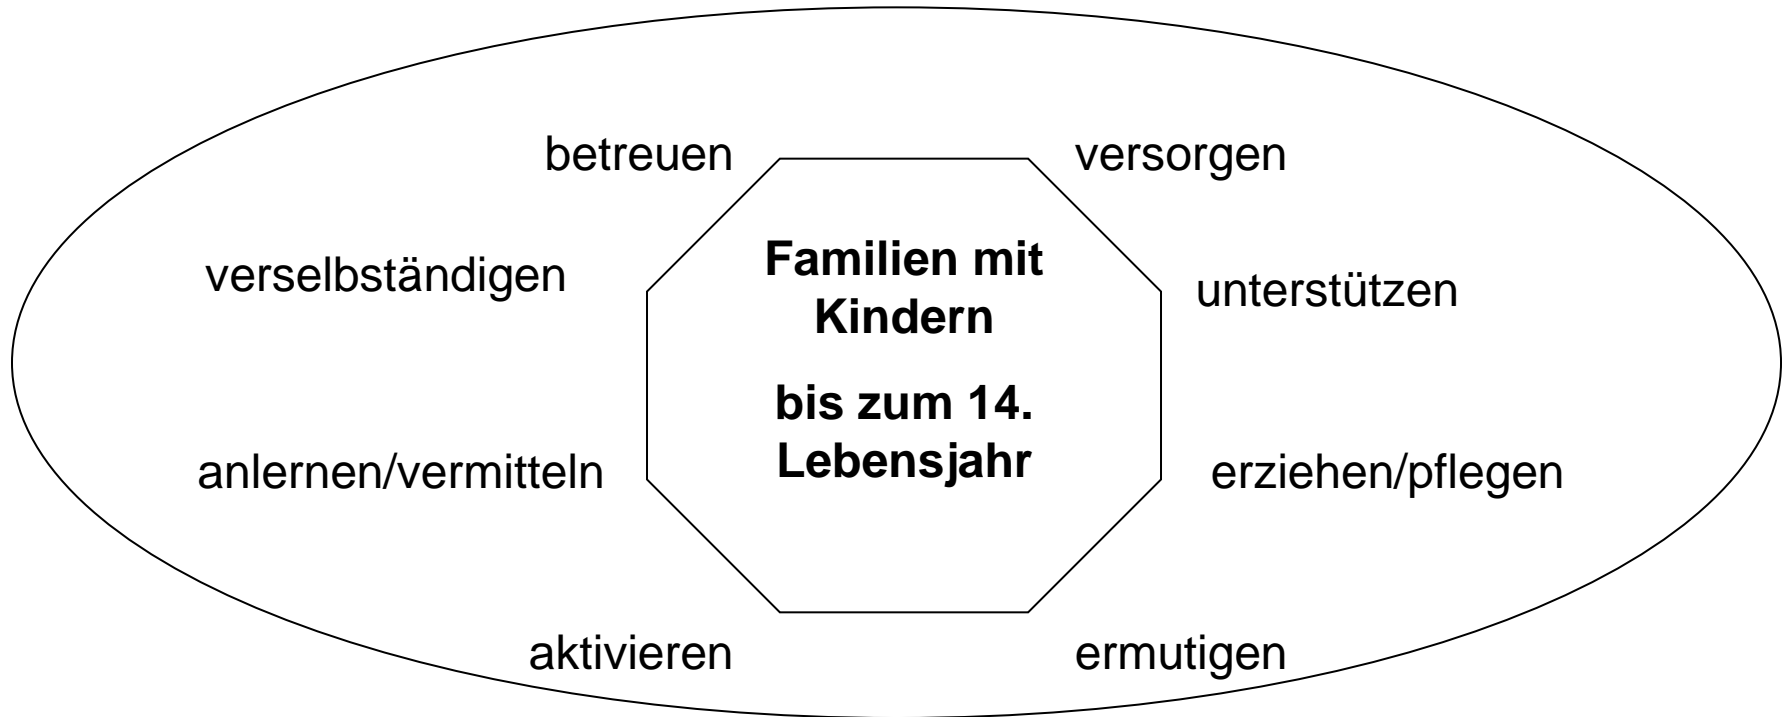 betreuen
versorgen
Familien mit
Kindern
verselbständigen
unterstützen
bis zum 14.
Lebensjahr
anlernen/vermitteln
erziehen/pflegen
aktivieren
ermutigen